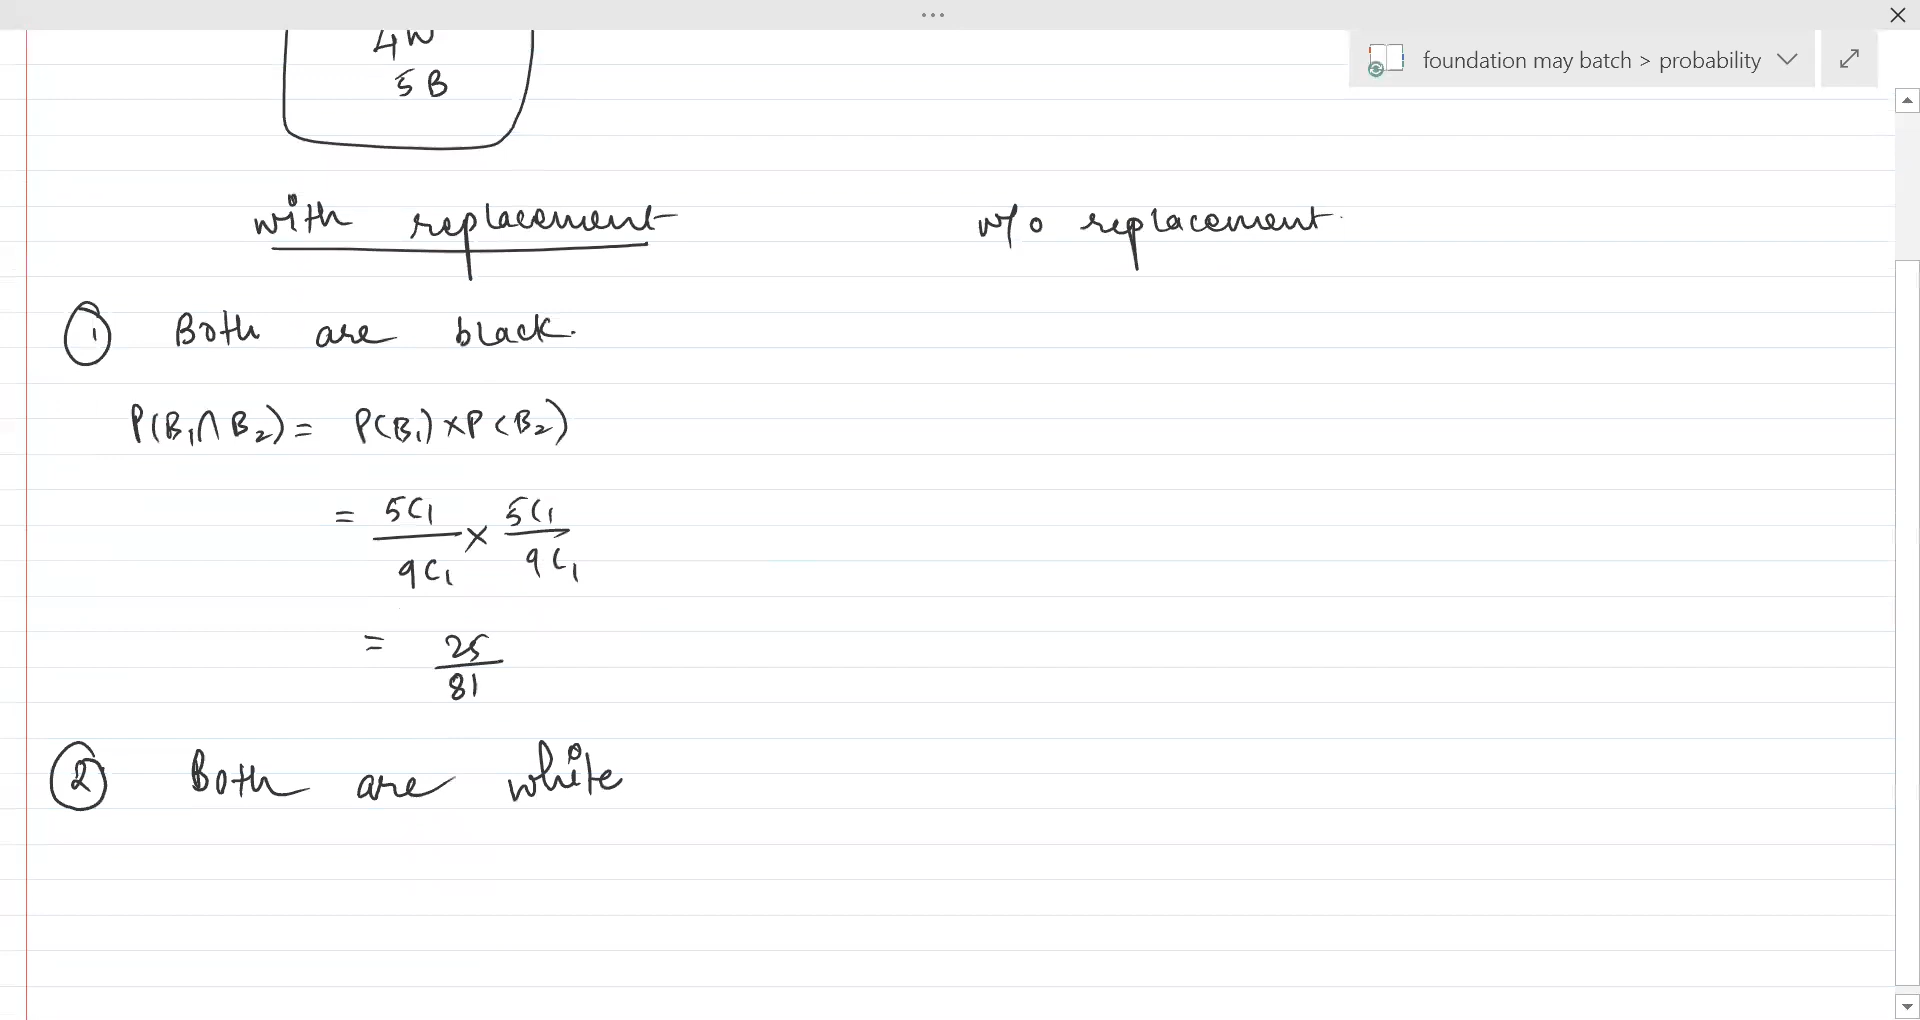 foundation may batch > probability
4W
5 B
with replacement
w/o replacement.
1 Both are black.
P(B₁∩B₂) = P(B₁)×P(B₂)
= 5C₁/9C₁ × 5C₁/9C₁
= 25/81
2 Both are white